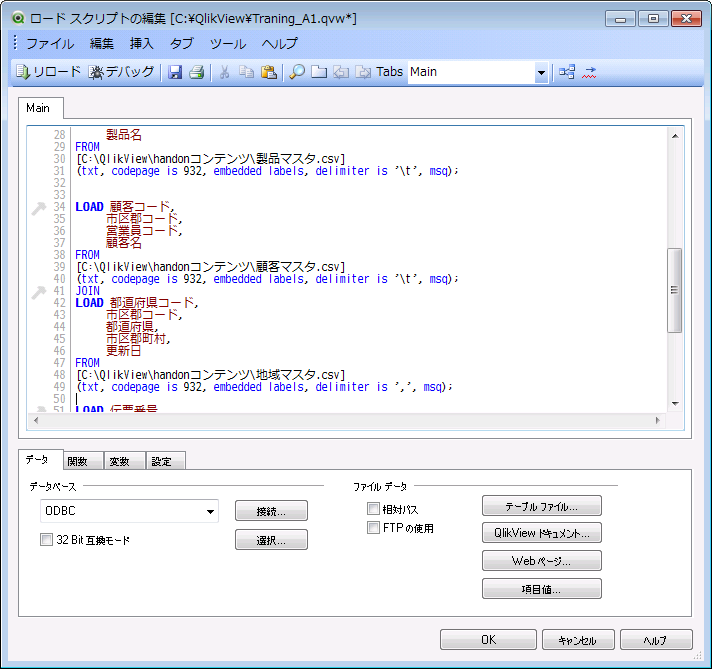 ロード スクリプトの編集 [C:¥QlikView¥Traning_A1.qvw*]
ファイル 編集 挿入 タブ ツール ヘルプ
リロード デバッグ Tabs Main
Main
28 製品名
29 FROM
30 [C:\QlikView\handonコンテンツ\製品マスタ.csv]
31 (txt, codepage is 932, embedded labels, delimiter is '\t', msq);
32
33
34 LOAD 顧客コード,
35 市区郡コード,
36 営業員コード,
37 顧客名
38 FROM
39 [C:\QlikView\handonコンテンツ\顧客マスタ.csv]
40 (txt, codepage is 932, embedded labels, delimiter is '\t', msq);
41 JOIN
42 LOAD 都道府県コード,
43 市区郡コード,
44 都道府県,
45 市区郡町村,
46 更新日
47 FROM
48 [C:\QlikView\handonコンテンツ\地域マスタ.csv]
49 (txt, codepage is 932, embedded labels, delimiter is ',', msq);
50
51 LOAD 伝票番号
データ 関数 変数 設定
データベース
ODBC 接続...
32 Bit 互換モード 選択...
ファイル データ
相対パス
FTP の使用
テーブル ファイル...
QlikView ドキュメント...
Web ページ...
項目値...
OK キャンセル ヘルプ